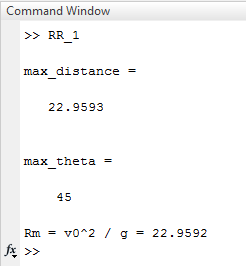 Command Window
>> RR_1
max_distance =
22.9593
max_theta =
45
Rm = v0^2 / g = 22.9592
fx >>